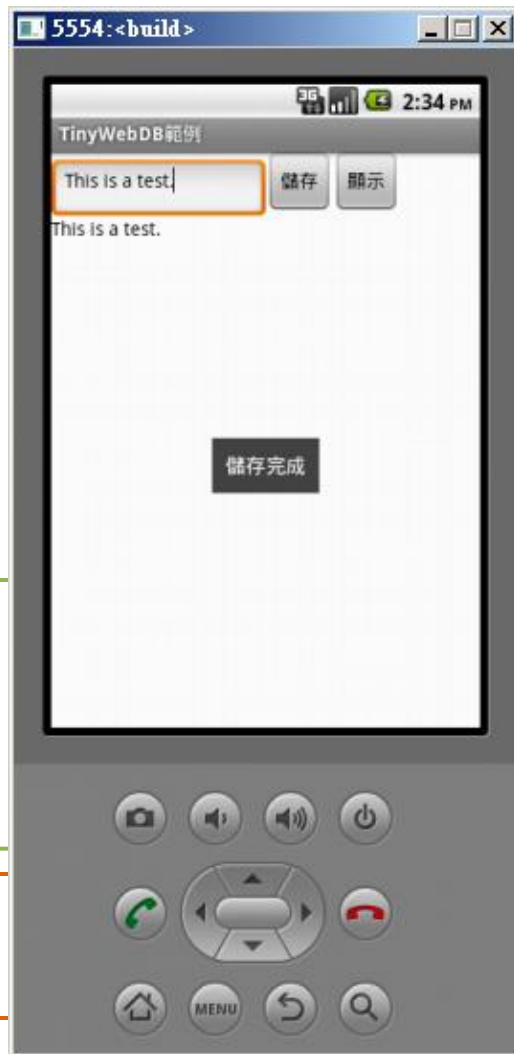 5554:<build>
3G 2:34 PM
TinyWebDB範例
This is a test.
儲存
顯示
This is a test.
儲存完成
MENU